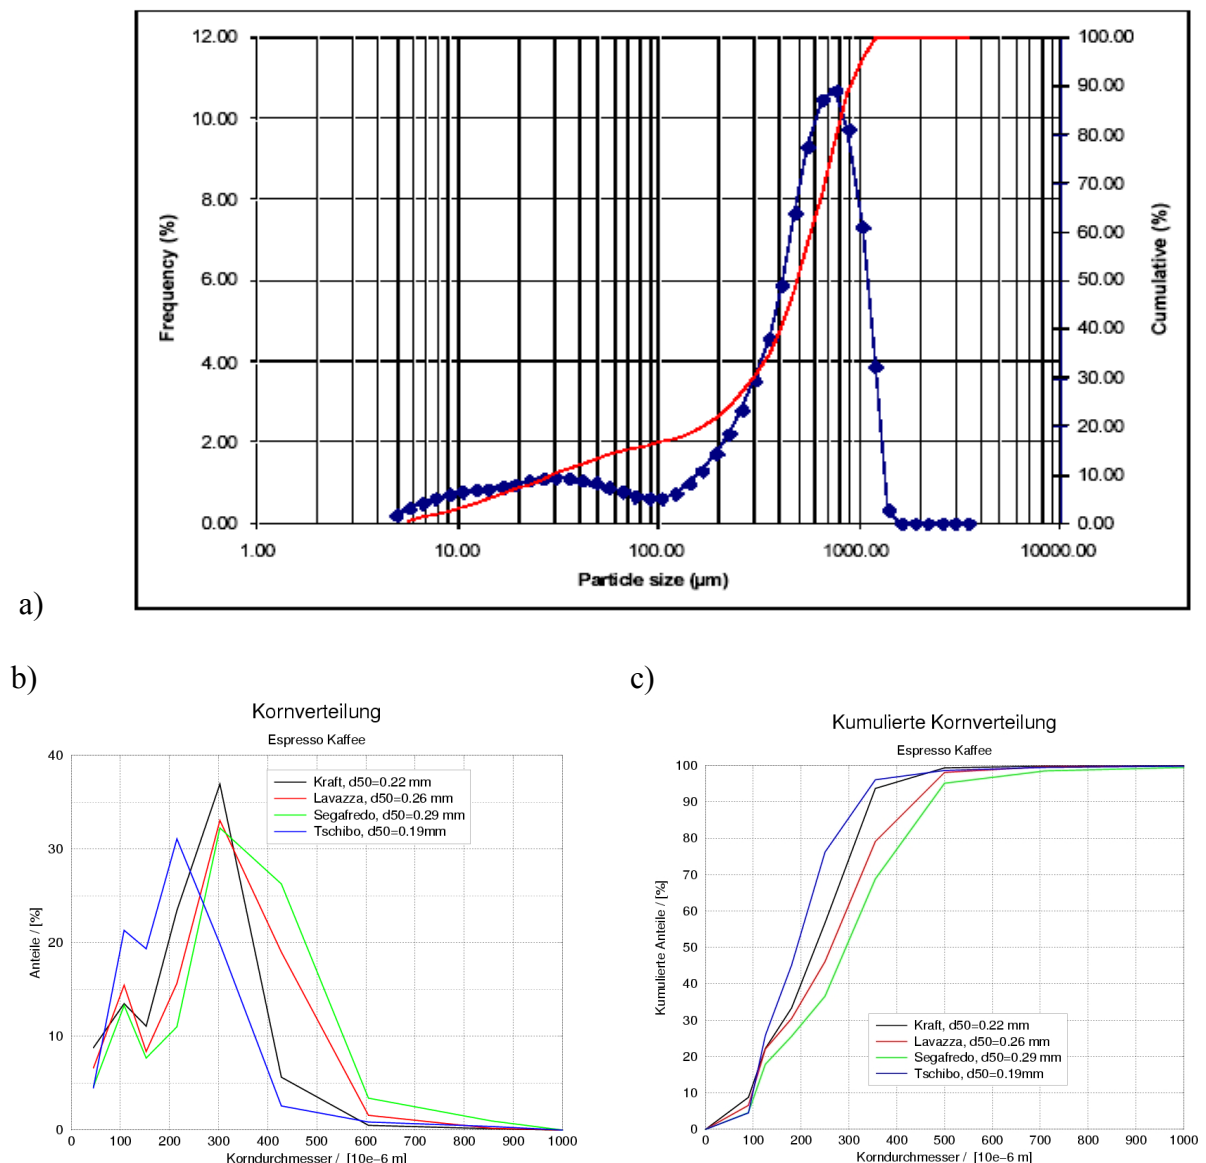 12.00
10.00
8.00
6.00
4.00
2.00
0.00
Frequency (%)
100.00
90.00
80.00
70.00
60.00
50.00
40.00
30.00
20.00
10.00
0.00
Cumulative (%)
1.00 10.00 100.00 1000.00 10000.00
Particle size (µm)
a)
b)
Kornverteilung
Espresso Kaffee
Kraft, d50=0.22 mm
Lavazza, d50=0.26 mm
Segafredo, d50=0.29 mm
Tschibo, d50=0.19mm
40
30
20
10
0
Anteile / [%]
0 100 200 300 400 500 600 700 800 900 1000
Korndurchmesser / [10e-6 m]
c)
Kumulierte Kornverteilung
Espresso Kaffee
100
90
80
70
60
50
40
30
20
10
0
Kumulierte Anteile / [%]
Kraft, d50=0.22 mm
Lavazza, d50=0.26 mm
Segafredo, d50=0.29 mm
Tschibo, d50=0.19mm
0 100 200 300 400 500 600 700 800 900 1000
Korndurchmesser / [10e-6 m]